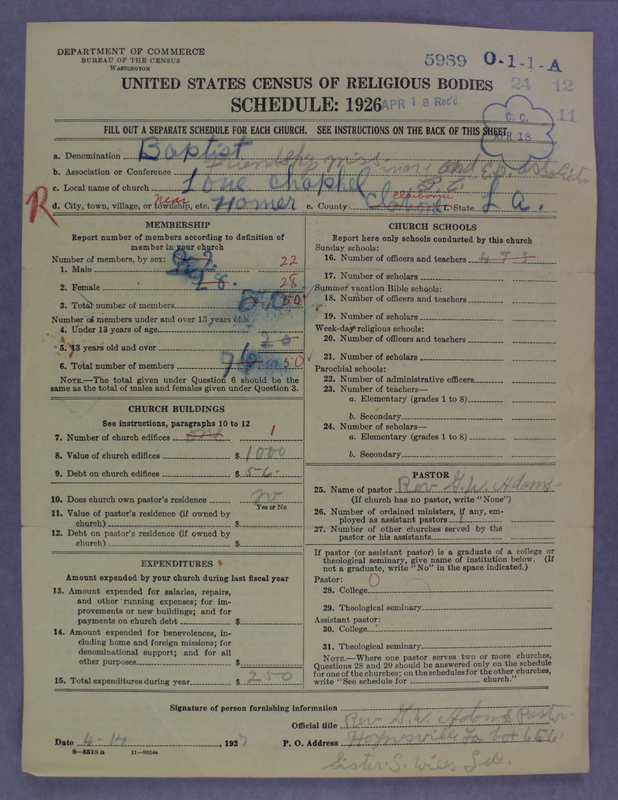 DEPARTMENT OF COMMERCE
BUREAU OF THE CENSUS
WASHINGTON
5989 O-1-1-A
24 12
11
UNITED STATES CENSUS OF RELIGIOUS BODIES
SCHEDULE: 1926
APR 18 Rec'd
APR 18
FILL OUT A SEPARATE SCHEDULE FOR EACH CHURCH. SEE INSTRUCTIONS ON THE BACK OF THIS SHEET
a. Denomination Baptist
b. Association or Conference
c. Local name of church Lone Chaphel
R
d. City, town, village, or township, etc. near Homer e. County Claiborne f. State La.
MEMBERSHIP
Report number of members according to definition of member in your church
Number of members, by sex:
1. Male 22
2. Female 28 28
3. Total number of members 50 50
Number of members under and over 13 years old:
4. Under 13 years of age
5. 13 years old and over
6. Total number of members 50
NOTE.—The total given under Question 6 should be the same as the total of males and females given under Question 3.
CHURCH BUILDINGS
See instructions, paragraphs 10 to 12
7. Number of church edifices one 1
8. Value of church edifices $ 1000
9. Debt on church edifices $ 56-
10. Does church own pastor's residence no
Yes or No
11. Value of pastor's residence (if owned by church) $
12. Debt on pastor's residence (if owned by church) $
EXPENDITURES
Amount expended by your church during last fiscal year
13. Amount expended for salaries, repairs, and other running expenses; for improvements or new buildings; and for payments on church debt $
14. Amount expended for benevolences, including home and foreign missions; for denominational support; and for all other purposes $
15. Total expenditures during year $ 250
CHURCH SCHOOLS
Report here only schools conducted by this church
Sunday schools:
16. Number of officers and teachers
17. Number of scholars
Summer vacation Bible schools:
18. Number of officers and teachers
19. Number of scholars
Week-day religious schools:
20. Number of officers and teachers
21. Number of scholars
Parochial schools:
22. Number of administrative officers
23. Number of teachers—
a. Elementary (grades 1 to 8)
b. Secondary
24. Number of scholars—
a. Elementary (grades 1 to 8)
b. Secondary
PASTOR
25. Name of pastor Rev G. W. Adams
(If church has no pastor, write "None")
26. Number of ordained ministers, if any, employed as assistant pastors
27. Number of other churches served by the pastor or his assistants
If pastor (or assistant pastor) is a graduate of a college or theological seminary, give name of institution below. (If not a graduate, write "No" in the space indicated.)
Pastor: O
28. College
29. Theological seminary
Assistant pastor:
30. College
31. Theological seminary
NOTE.—Where one pastor serves two or more churches, Questions 28 and 29 should be answered only on the schedule for one of the churches; on the schedules for the other churches, write "See schedule for ........ church."
Signature of person furnishing information
Official title Rev G. W. Adams Pastor
Date 4-14, 1927 P. O. Address Haynesville La box 656
8-5518 a 11-9054a
Sister S. Wills Sec.